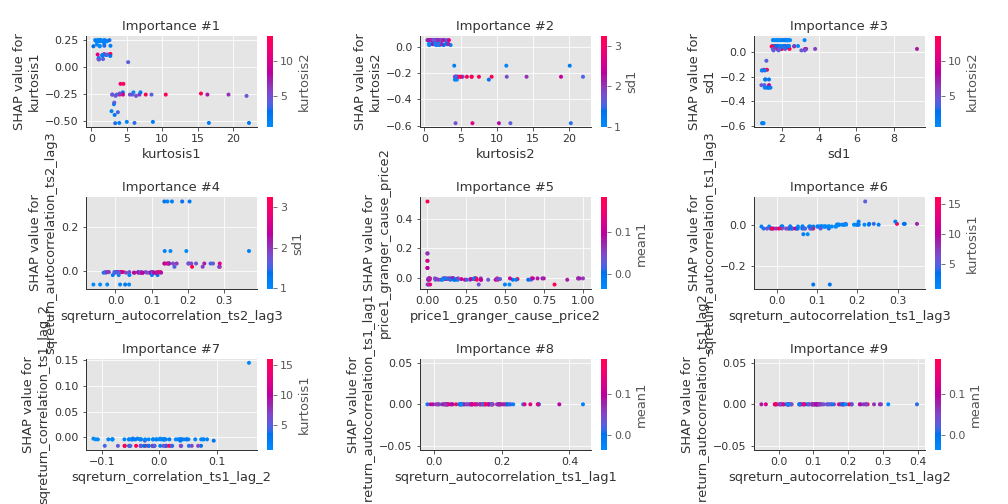 Importance #1
SHAP value for
kurtosis1
0.25
0.00
−0.25
−0.50
0
5
10
15
20
kurtosis1
10
5
kurtosis2
Importance #2
SHAP value for
kurtosis2
0.0
−0.2
−0.4
−0.6
0
5
10
15
20
kurtosis2
3
2
1
sd1
Importance #3
SHAP value for
sd1
0.0
−0.2
−0.4
−0.6
2
4
6
8
sd1
10
5
kurtosis2
Importance #4
SHAP value for
sqreturn_autocorrelation_ts2_lag3
0.2
0.0
0.0
0.1
0.2
0.3
sqreturn_autocorrelation_ts2_lag3
3
2
1
sd1
Importance #5
SHAP value for
price1_granger_cause_price2
0.4
0.2
0.0
0.00
0.25
0.50
0.75
1.00
price1_granger_cause_price2
0.1
0.0
mean1
Importance #6
SHAP value for
sqreturn_autocorrelation_ts1_lag3
0.0
−0.2
0.0
0.1
0.2
0.3
sqreturn_autocorrelation_ts1_lag3
15
10
5
kurtosis1
Importance #7
SHAP value for
sqreturn_correlation_ts1_lag_2
0.15
0.10
0.05
0.00
−0.1
0.0
0.1
sqreturn_correlation_ts1_lag_2
15
10
5
kurtosis1
Importance #8
SHAP value for
sqreturn_autocorrelation_ts1_lag1
0.05
0.00
−0.05
0.0
0.2
0.4
sqreturn_autocorrelation_ts1_lag1
0.1
0.0
mean1
Importance #9
SHAP value for
sqreturn_autocorrelation_ts1_lag2
0.05
0.00
−0.05
0.0
0.1
0.2
0.3
0.4
sqreturn_autocorrelation_ts1_lag2
0.1
0.0
mean1